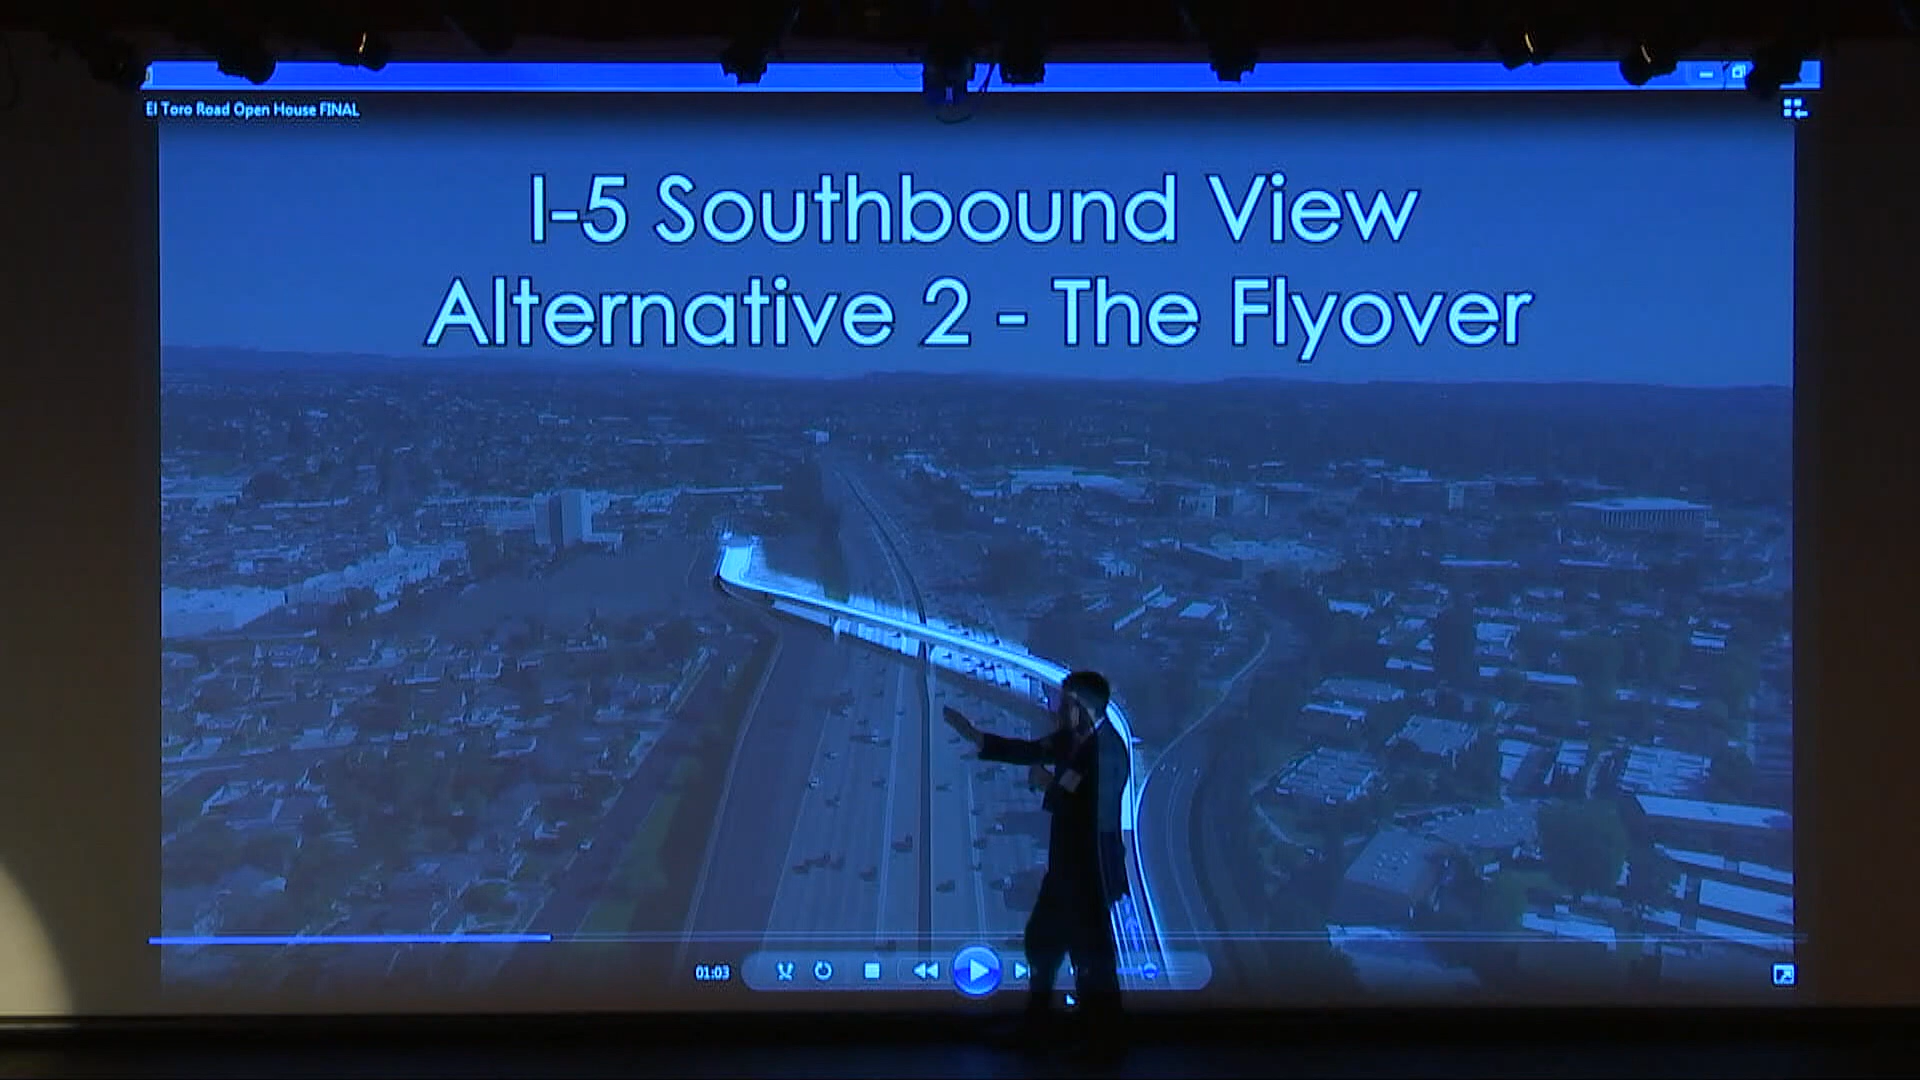 El Toro Road Open House FINAL
I-5 Southbound View
Alternative 2 - The Flyover
01:03